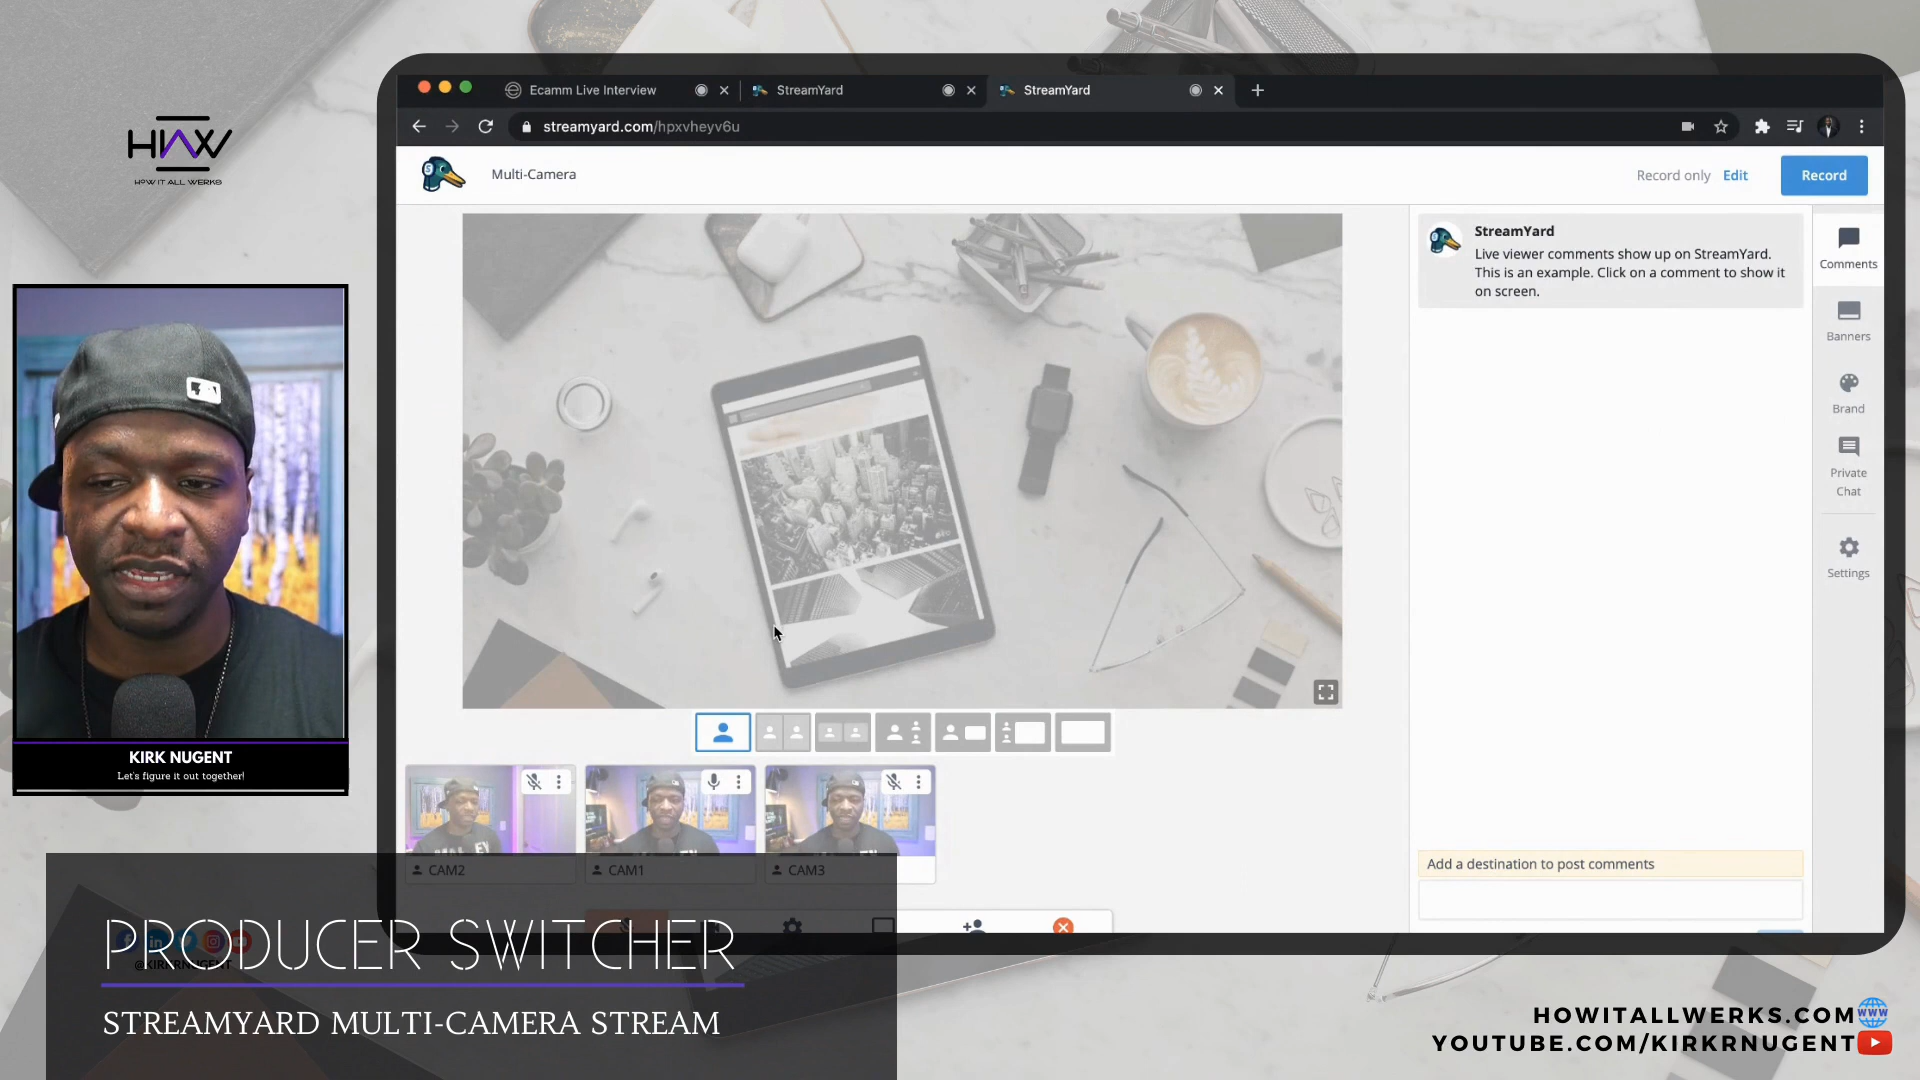 Ecamm Live Interview
StreamYard
StreamYard
streamyard.com/hpxvheyv6u
HIAW
HOW IT ALL WERKS
Multi-Camera
Record only
Edit
Record
StreamYard
Live viewer comments show up on StreamYard.
This is an example. Click on a comment to show it
on screen.
Comments
Banners
Brand
Private
Chat
Settings
KIRK NUGENT
Let's figure it out together!
CAM2
CAM1
CAM3
Add a destination to post comments
PRODUCER SWITCHER
@KIRKRNUGENT
STREAMYARD MULTI-CAMERA STREAM
HOWITALLWERKS.COM
YOUTUBE.COM/KIRKRNUGENT